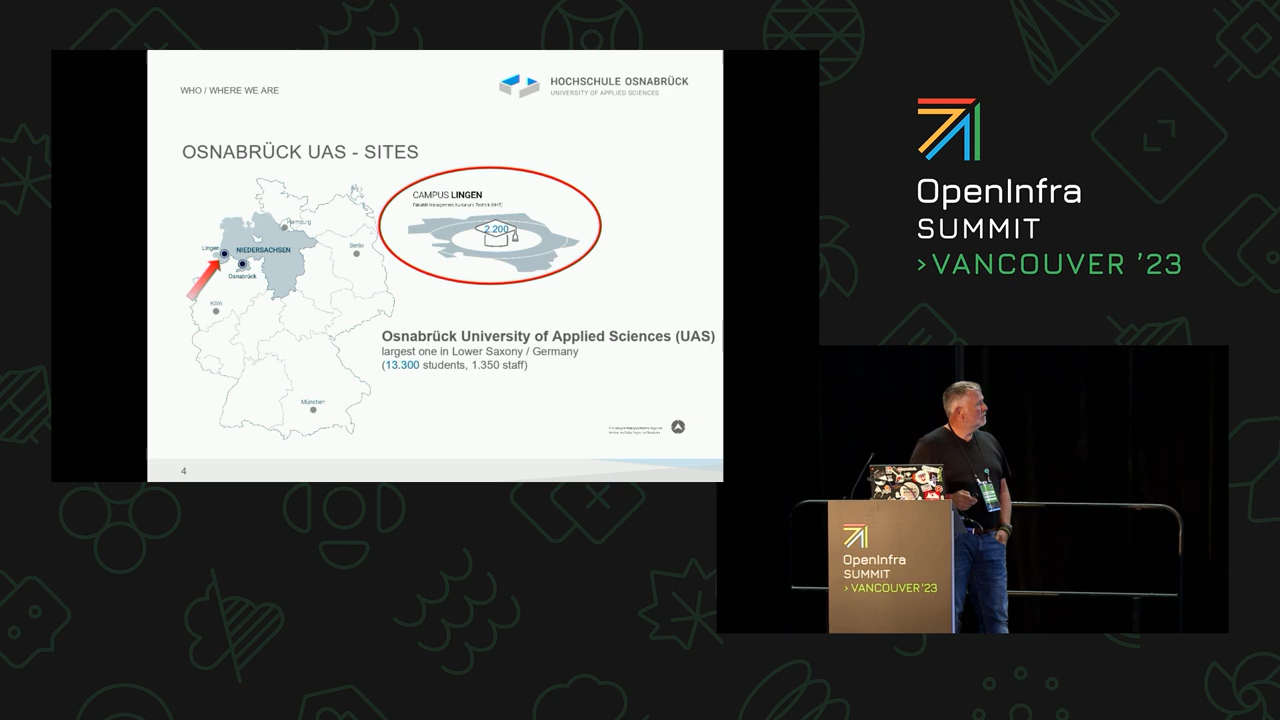 WHO / WHERE WE ARE
HOCHSCHULE OSNABRÜCK
UNIVERSITY OF APPLIED SCIENCES
OSNABRÜCK UAS - SITES
CAMPUS LINGEN
2.200
Hamburg
Lingen
NIEDERSACHSEN
Berlin
Osnabrück
Köln
München
Osnabrück University of Applied Sciences (UAS)
largest one in Lower Saxony / Germany
(13.300 students, 1.350 staff)
4
OpenInfra
SUMMIT
>VANCOUVER ’23
OpenInfra
SUMMIT
> VANCOUVER ’23